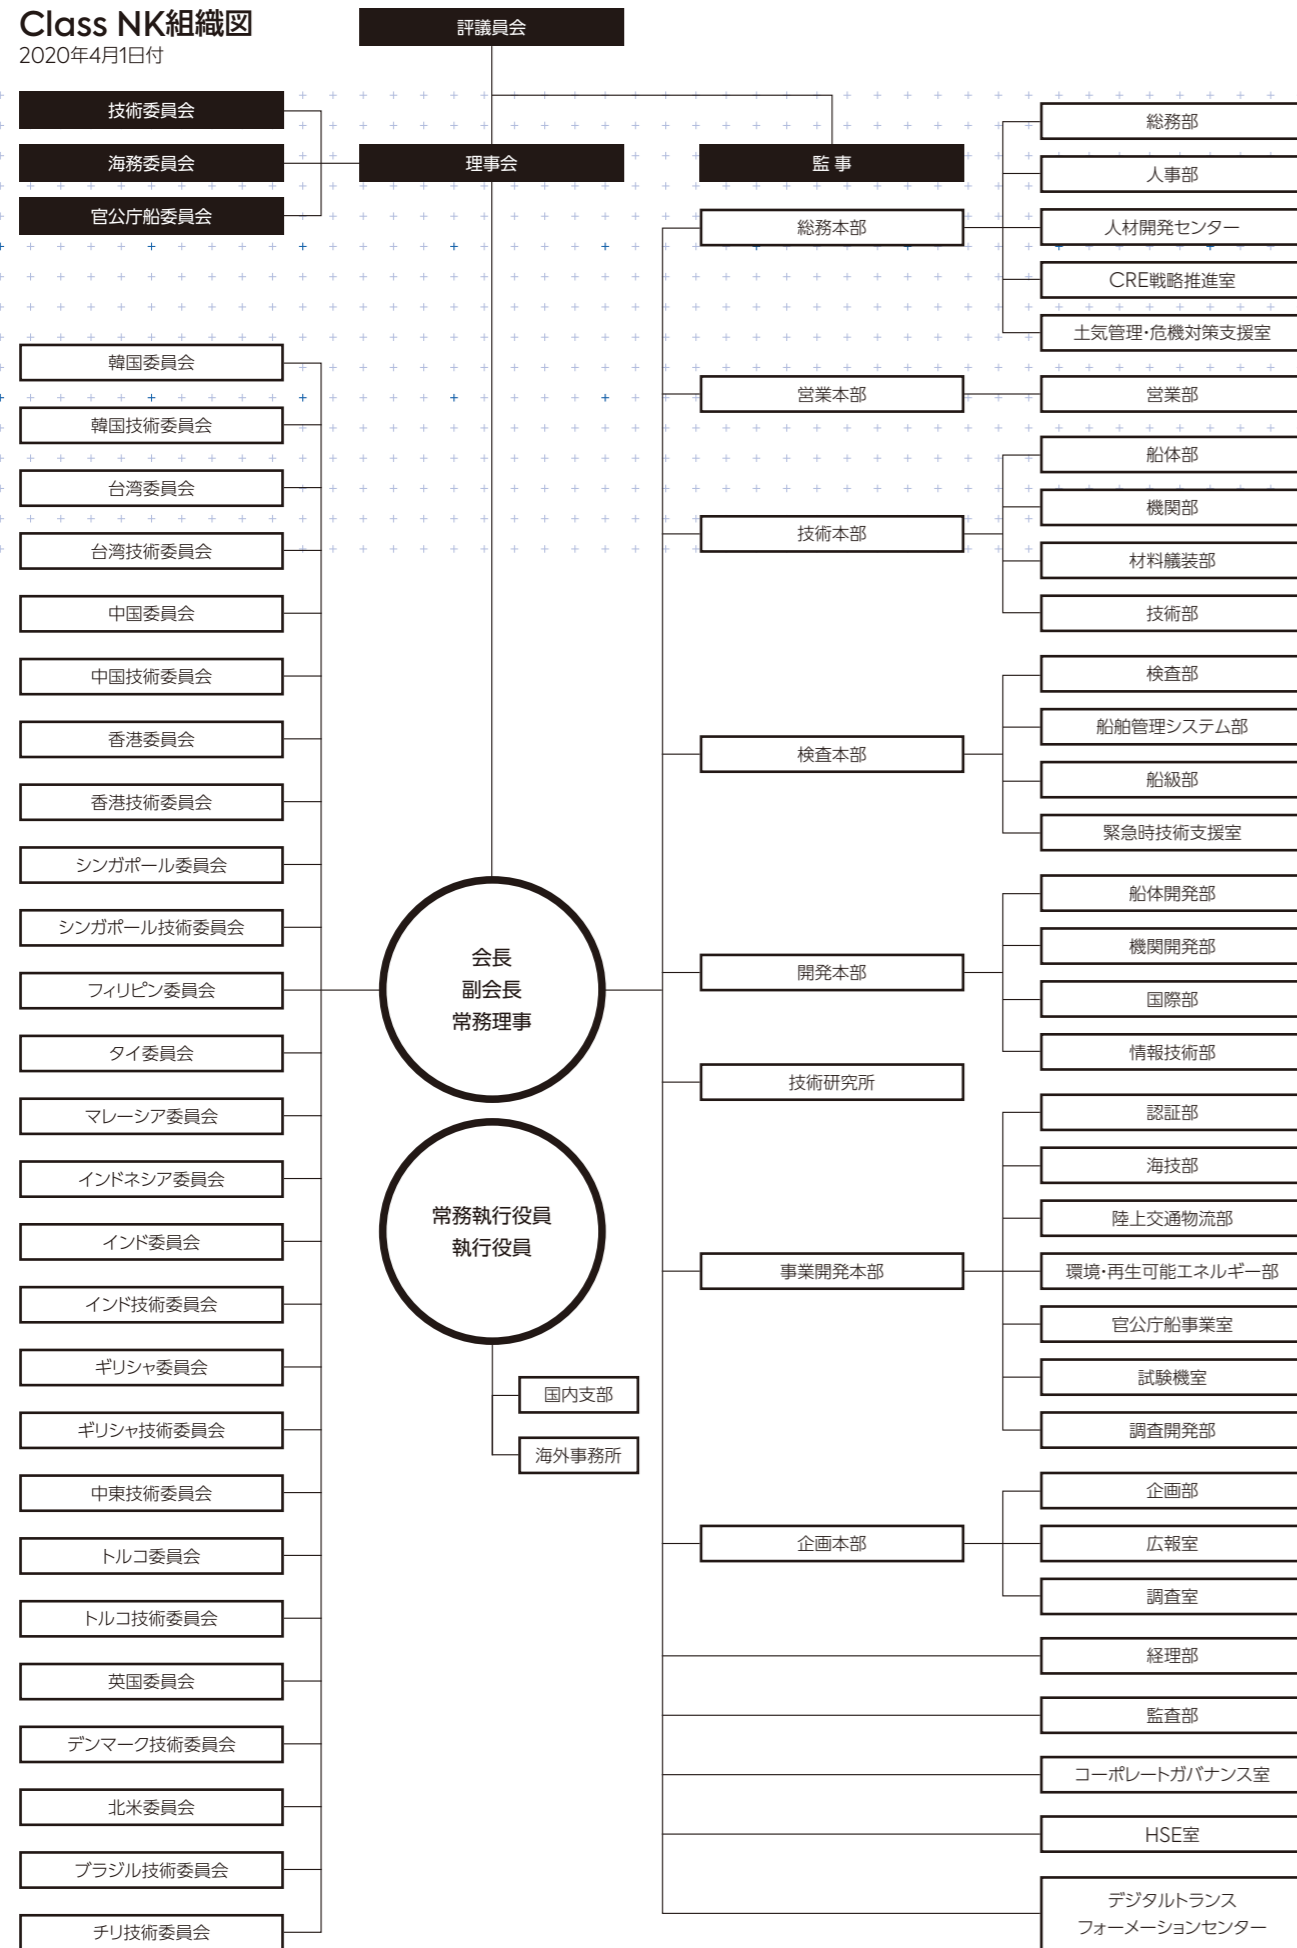 Class NK組織図
2020年4月1日付
評議員会
技術委員会
海務委員会
官公庁船委員会
理事会
監事
韓国委員会
韓国技術委員会
台湾委員会
台湾技術委員会
中国委員会
中国技術委員会
香港委員会
香港技術委員会
シンガポール委員会
シンガポール技術委員会
フィリピン委員会
タイ委員会
マレーシア委員会
インドネシア委員会
インド委員会
インド技術委員会
ギリシャ委員会
ギリシャ技術委員会
中東技術委員会
トルコ委員会
トルコ技術委員会
英国委員会
デンマーク技術委員会
北米委員会
ブラジル技術委員会
チリ技術委員会
会長
副会長
常務理事
常務執行役員
執行役員
国内支部
海外事務所
総務本部
総務部
人事部
人材開発センター
CRE戦略推進室
土気管理・危機対策支援室
営業本部
営業部
技術本部
船体部
機関部
材料艤装部
技術部
検査本部
検査部
船舶管理システム部
船級部
緊急時技術支援室
開発本部
船体開発部
機関開発部
国際部
情報技術部
技術研究所
事業開発本部
認証部
海技部
陸上交通物流部
環境・再生可能エネルギー部
官公庁船事業室
試験機室
調査開発部
企画本部
企画部
広報室
調査室
経理部
監査部
コーポレートガバナンス室
HSE室
デジタルトランス
フォーメーションセンター